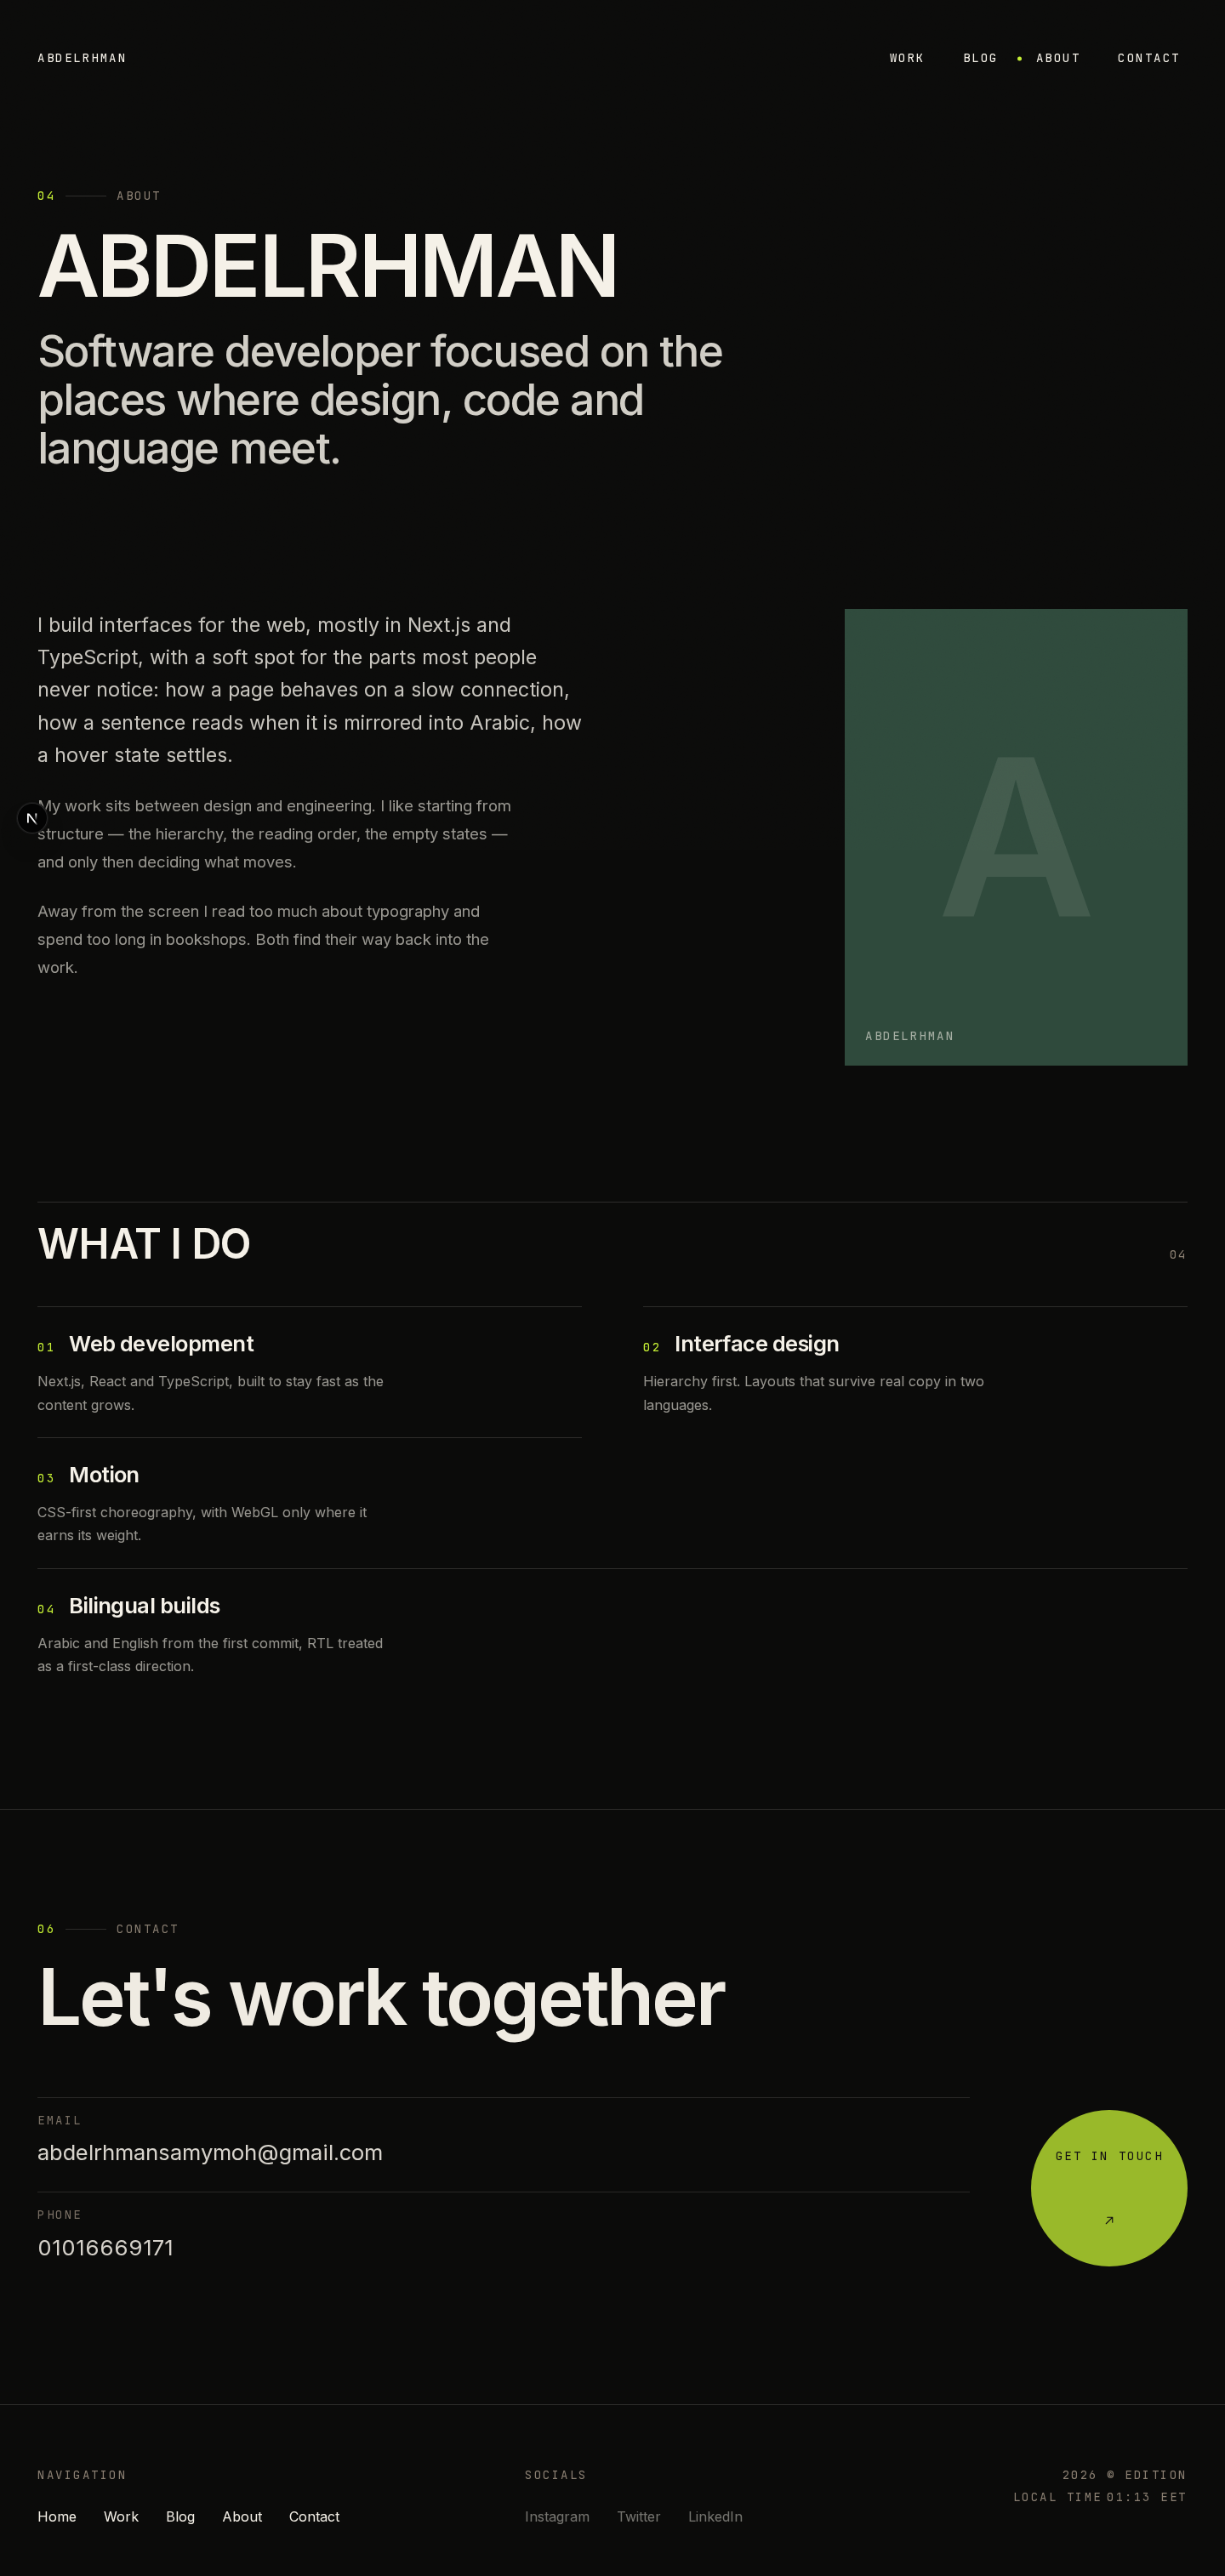 ABDELRHMAN
WORK BLOG ABOUT CONTACT
04 ABOUT
ABDELRHMAN
Software developer focused on the
places where design, code and
language meet.
I build interfaces for the web, mostly in Next.js and
TypeScript, with a soft spot for the parts most people
never notice: how a page behaves on a slow connection,
how a sentence reads when it is mirrored into Arabic, how
a hover state settles.
My work sits between design and engineering. I like starting from
structure — the hierarchy, the reading order, the empty states —
and only then deciding what moves.
Away from the screen I read too much about typography and
spend too long in bookshops. Both find their way back into the
work.
N
A
ABDELRHMAN
WHAT I DO
04
01 Web development
Next.js, React and TypeScript, built to stay fast as the
content grows.
02 Interface design
Hierarchy first. Layouts that survive real copy in two
languages.
03 Motion
CSS-first choreography, with WebGL only where it
earns its weight.
04 Bilingual builds
Arabic and English from the first commit, RTL treated
as a first-class direction.
06 CONTACT
Let's work together
EMAIL
abdelrhmansamymoh@gmail.com
PHONE
01016669171
GET IN TOUCH
↗
NAVIGATION
Home Work Blog About Contact
SOCIALS
Instagram Twitter LinkedIn
2026 © EDITION
LOCAL TIME 01:13 EET